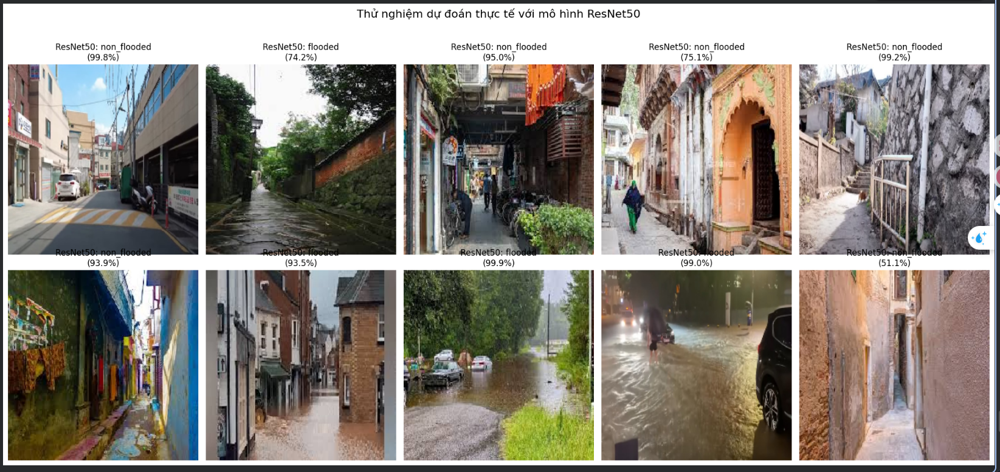 Thử nghiệm dự đoán thực tế với mô hình ResNet50
ResNet50: non_flooded
(99.8%)
ResNet50: flooded
(74.2%)
ResNet50: non_flooded
(95.0%)
ResNet50: non_flooded
(75.1%)
ResNet50: non_flooded
(99.2%)
ResNet50: non_flooded
(93.9%)
ResNet50: flooded
(93.5%)
ResNet50: flooded
(99.9%)
ResNet50: flooded
(99.0%)
ResNet50: non_flooded
(51.1%)